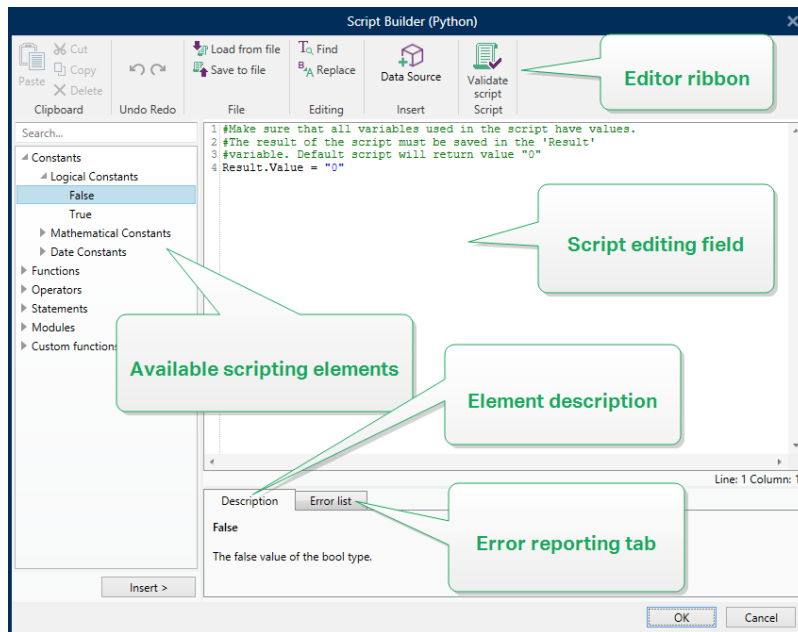 Script Builder (Python)
Paste
Cut
Copy
Delete
Clipboard
Undo Redo
Load from file
Save to file
File
Find
Replace
Editing
Data Source
Insert
Validate
script
Script
Editor ribbon
Search...
Constants
Logical Constants
False
True
Mathematical Constants
Date Constants
Functions
Operators
Statements
Modules
Custom functions
Insert >
1 #Make sure that all variables used in the script have values.
2 #The result of the script must be saved in the 'Result'
3 #variable. Default script will return value "0"
4 Result.Value = "0"
Script editing field
Available scripting elements
Element description
Line: 1 Column: 1
Description
Error list
False
The false value of the bool type.
Error reporting tab
OK
Cancel